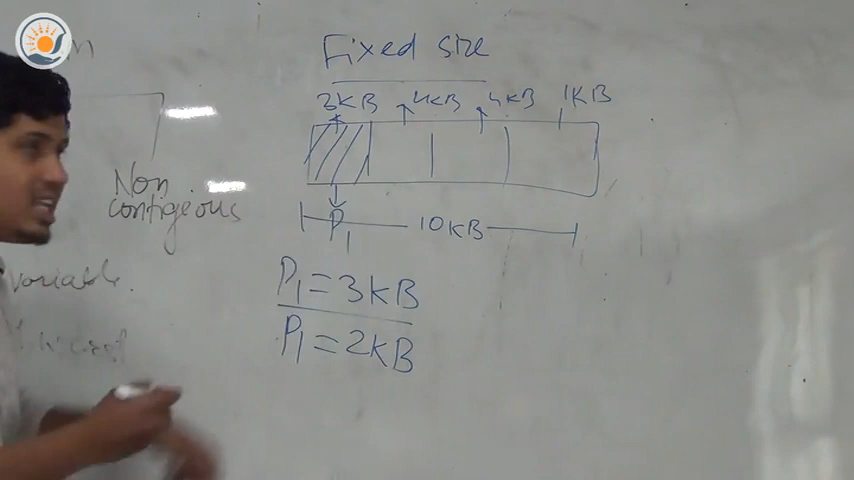 Fixed size
3KB 4KB 4KB 1KB
Non
contigeous
P1 10KB
variable.
P1 = 3KB
P1 = 2KB